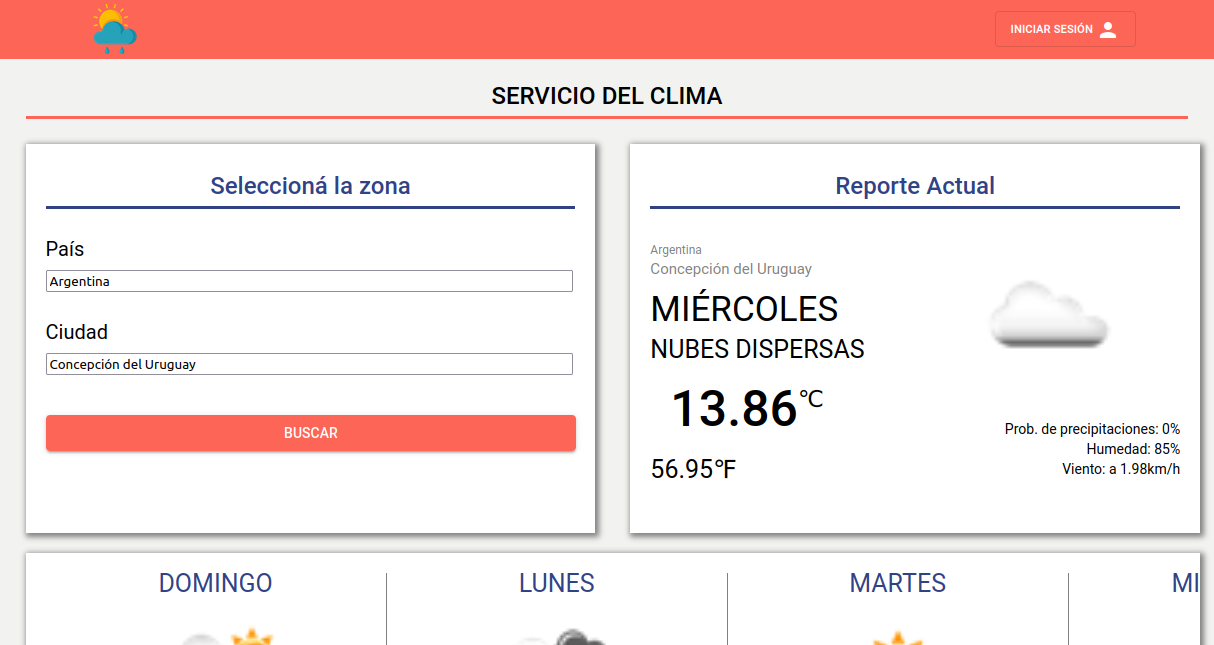 INICIAR SESIÓN
SERVICIO DEL CLIMA
Seleccioná la zona
País
Argentina
Ciudad
Concepción del Uruguay
BUSCAR
Reporte Actual
Argentina
Concepción del Uruguay
MIÉRCOLES
NUBES DISPERSAS
13.86°C
56.95°F
Prob. de precipitaciones: 0%
Humedad: 85%
Viento: a 1.98km/h
DOMINGO
LUNES
MARTES
MI